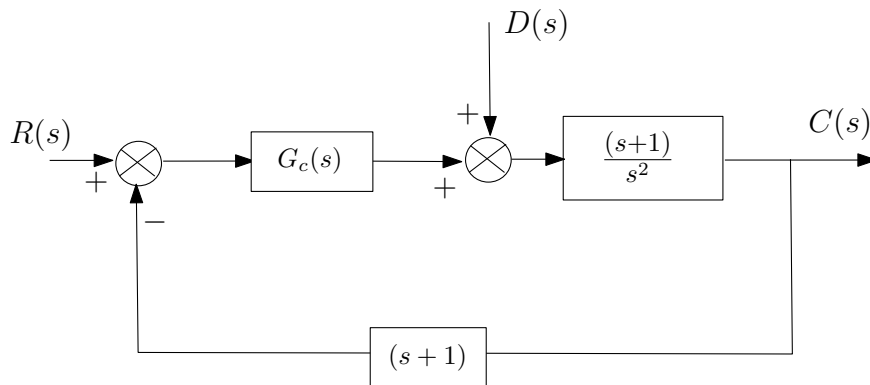 D(s)
+
R(s)
+
−
G_c(s)
+
(s+1)
s^2
C(s)
(s + 1)